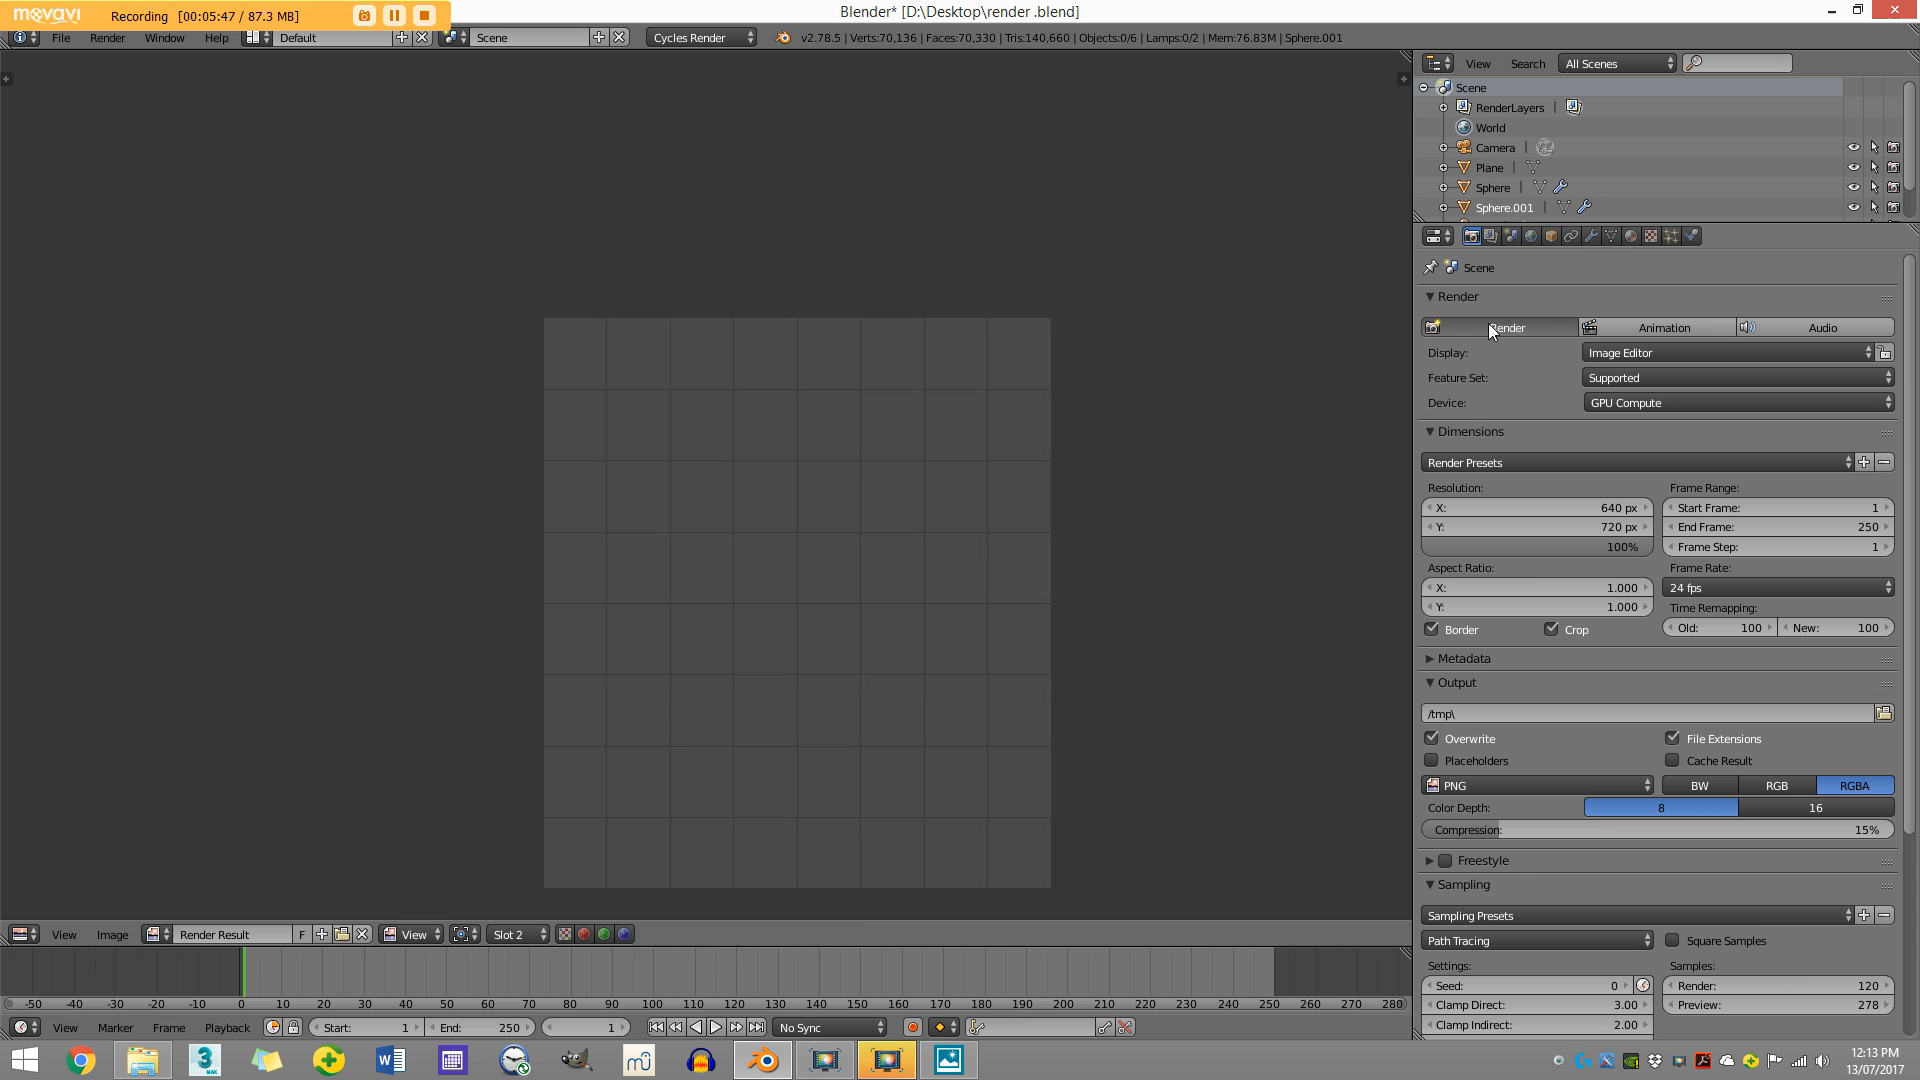 movavi Recording [00:05:47 / 87.3 MB]
Blender* [D:\Desktop\render .blend]
File Render Window Help Default Scene Cycles Render v2.78.5 | Verts:70,136 | Faces:70,330 | Tris:140,660 | Objects:0/6 | Lamps:0/2 | Mem:76.83M | Sphere.001
View Search All Scenes
Scene
RenderLayers
World
Camera
Plane
Sphere
Sphere.001
Scene
Render
Render Animation Audio
Display: Image Editor
Feature Set: Supported
Device: GPU Compute
Dimensions
Render Presets
Resolution: Frame Range:
X: 640 px Start Frame: 1
Y: 720 px End Frame: 250
100% Frame Step: 1
Aspect Ratio: Frame Rate:
X: 1.000 24 fps
Y: 1.000 Time Remapping:
Border Crop Old: 100 New: 100
Metadata
Output
/tmp\
Overwrite File Extensions
Placeholders Cache Result
PNG BW RGB RGBA
Color Depth: 8 16
Compression: 15%
Freestyle
Sampling
Sampling Presets
Path Tracing Square Samples
Settings: Samples:
Seed: 0 Render: 120
Clamp Direct: 3.00 Preview: 278
Clamp Indirect: 2.00
View Image Render Result F View Slot 2
-50 -40 -30 -20 -10 0 10 20 30 40 50 60 70 80 90 100 110 120 130 140 150 160 170 180 190 200 210 220 230 240 250 260 270 280
View Marker Frame Playback Start: 1 End: 250 1 No Sync
12:13 PM
13/07/2017